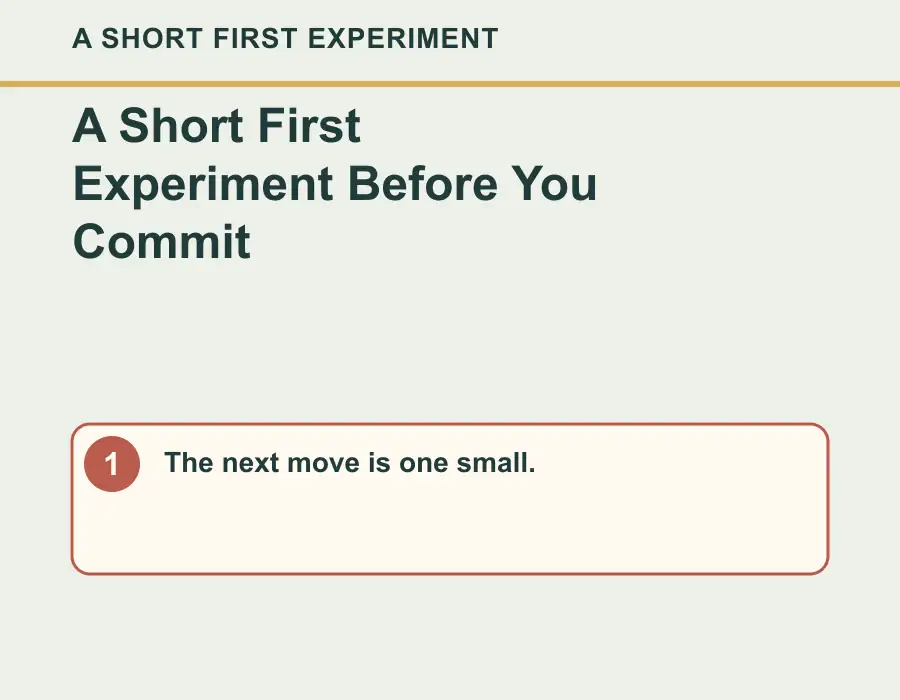 A SHORT FIRST EXPERIMENT
A Short First
Experiment Before You
Commit
1 The next move is one small.